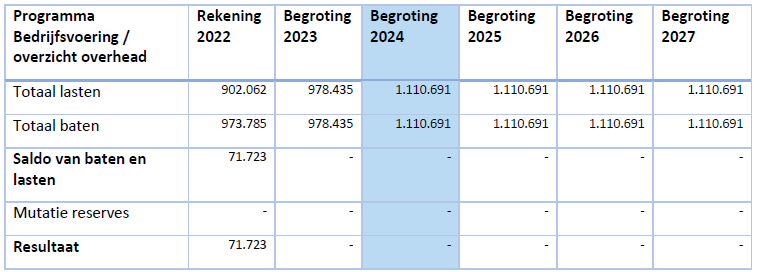 Programma Bedrijfsvoering / overzicht overhead Rekening 2022 Begroting 2023 Begroting 2024 Begroting 2025 Begroting 2026 Begroting 2027
Totaal lasten 902.062 978.435 1.110.691 1.110.691 1.110.691 1.110.691
Totaal baten 973.785 978.435 1.110.691 1.110.691 1.110.691 1.110.691
Saldo van baten en lasten 71.723 - - - - -
Mutatie reserves - - - - - -
Resultaat 71.723 - - - - -